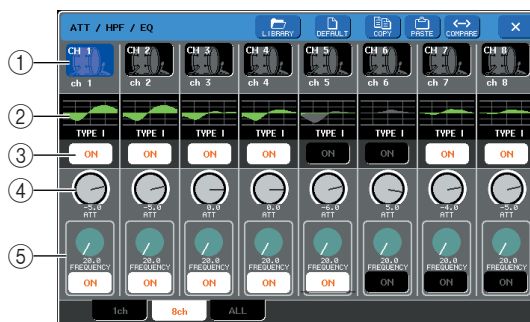 ATT / HPF / EQ LIBRARY DEFAULT COPY PASTE COMPARE ×
① CH 1 CH 2 CH 3 CH 4 CH 5 CH 6 CH 7 CH 8
ch 1 ch 2 ch 3 ch 4 ch 5 ch 6 ch 7 ch 8
② TYPE I TYPE I TYPE I TYPE I TYPE I TYPE I TYPE I TYPE I
③ ON ON ON ON ON ON ON ON
④ -5.0 -5.0 0.0 0.0 -6.0 5.0 -4.0 -5.0
ATT ATT ATT ATT ATT ATT ATT ATT
⑤ 20.0 20.0 20.0 20.0 20.0 20.0 20.0 20.0
FREQUENCY FREQUENCY FREQUENCY FREQUENCY FREQUENCY FREQUENCY FREQUENCY FREQUENCY
ON ON ON ON ON ON ON ON
1ch 8ch ALL